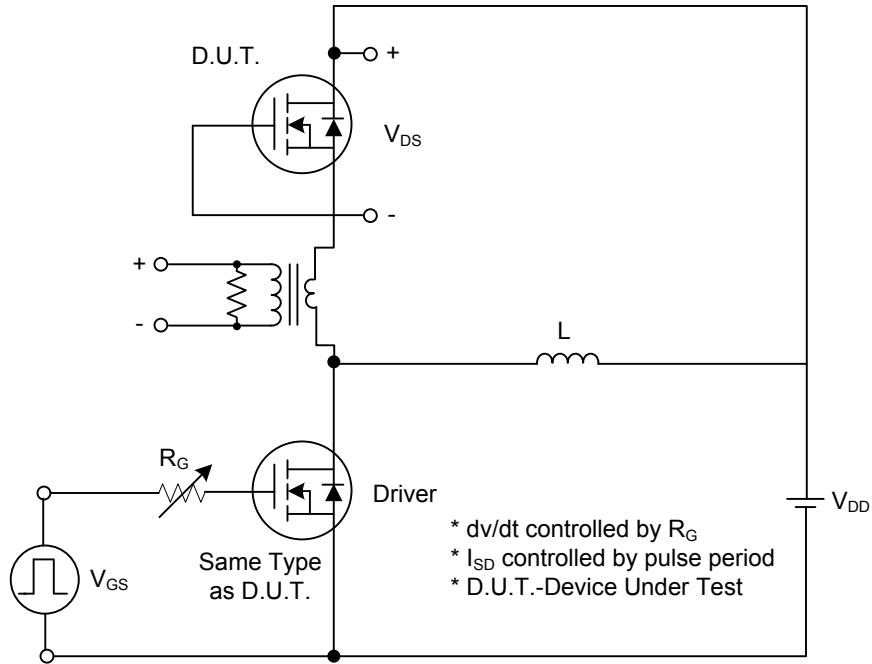 D.U.T.
+
V_DS
-
+
-
L
R_G
Driver
V_DD
V_GS
Same Type
as D.U.T.
* dv/dt controlled by R_G
* I_SD controlled by pulse period
* D.U.T.-Device Under Test